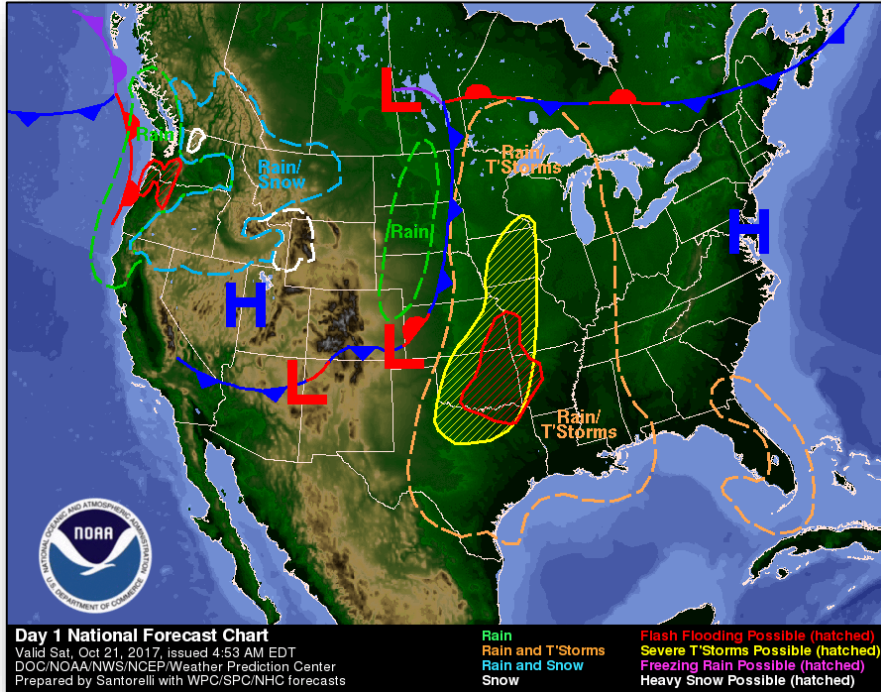 L
Rain
Rain/
Snow
Rain/
T'Storms
H
Rain
H
L
L
Rain/
T'Storms
NATIONAL OCEANIC AND ATMOSPHERIC ADMINISTRATION
NOAA
U.S. DEPARTMENT OF COMMERCE
Day 1 National Forecast Chart
Valid Sat, Oct 21, 2017, issued 4:53 AM EDT
DOC/NOAA/NWS/NCEP/Weather Prediction Center
Prepared by Santorelli with WPC/SPC/NHC forecasts
Rain
Rain and T'Storms
Rain and Snow
Snow
Flash Flooding Possible (hatched)
Severe T'Storms Possible (hatched)
Freezing Rain Possible (hatched)
Heavy Snow Possible (hatched)